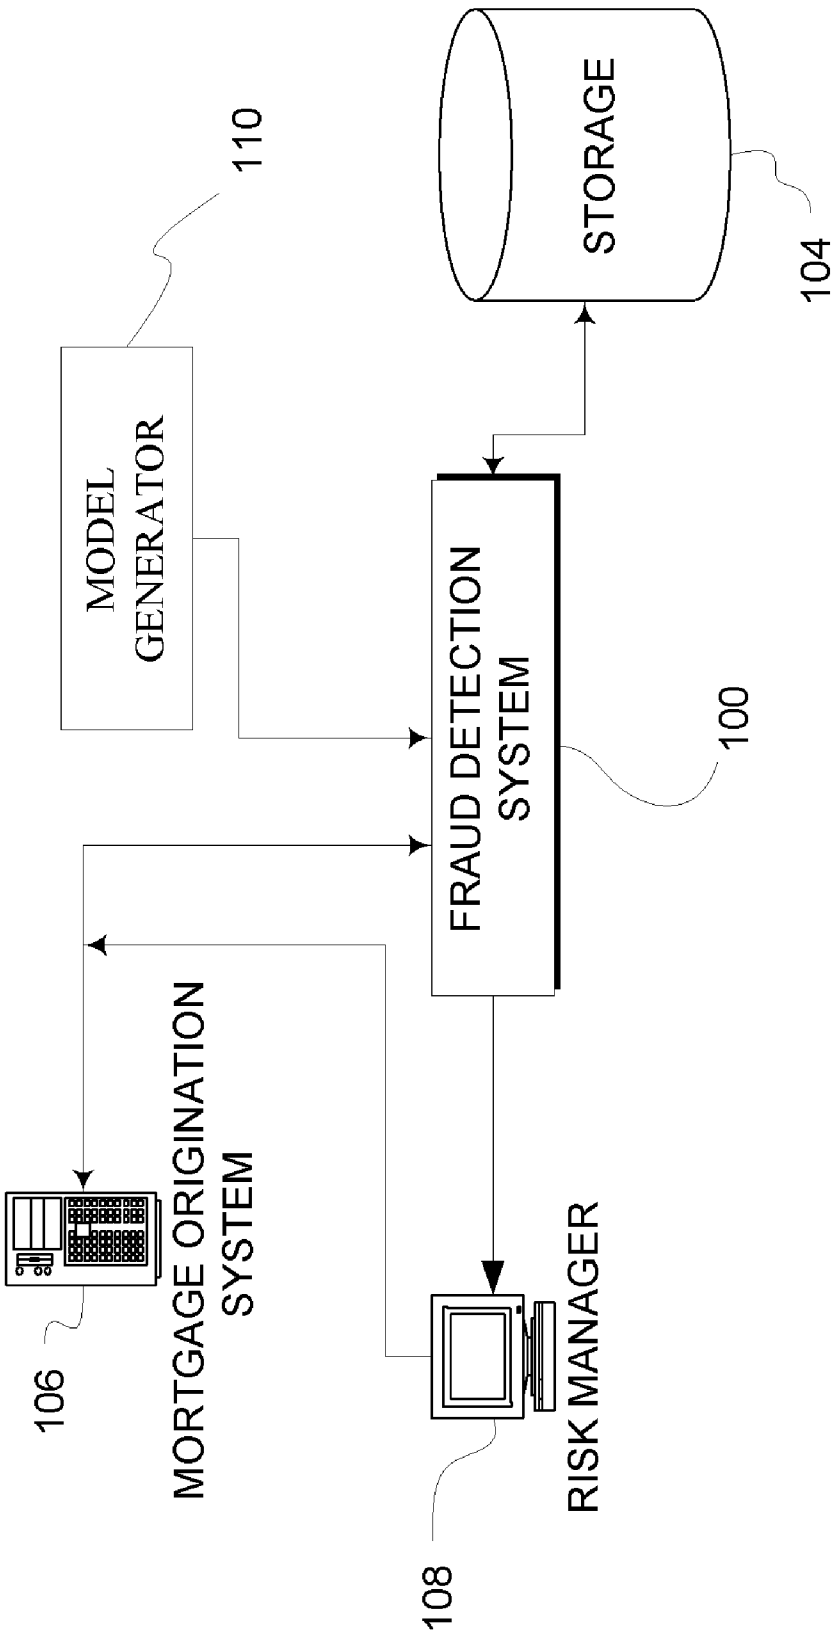 106
MORTGAGE ORIGINATION
SYSTEM
MODEL
GENERATOR
110
108
RISK MANAGER
FRAUD DETECTION
SYSTEM
100
STORAGE
104